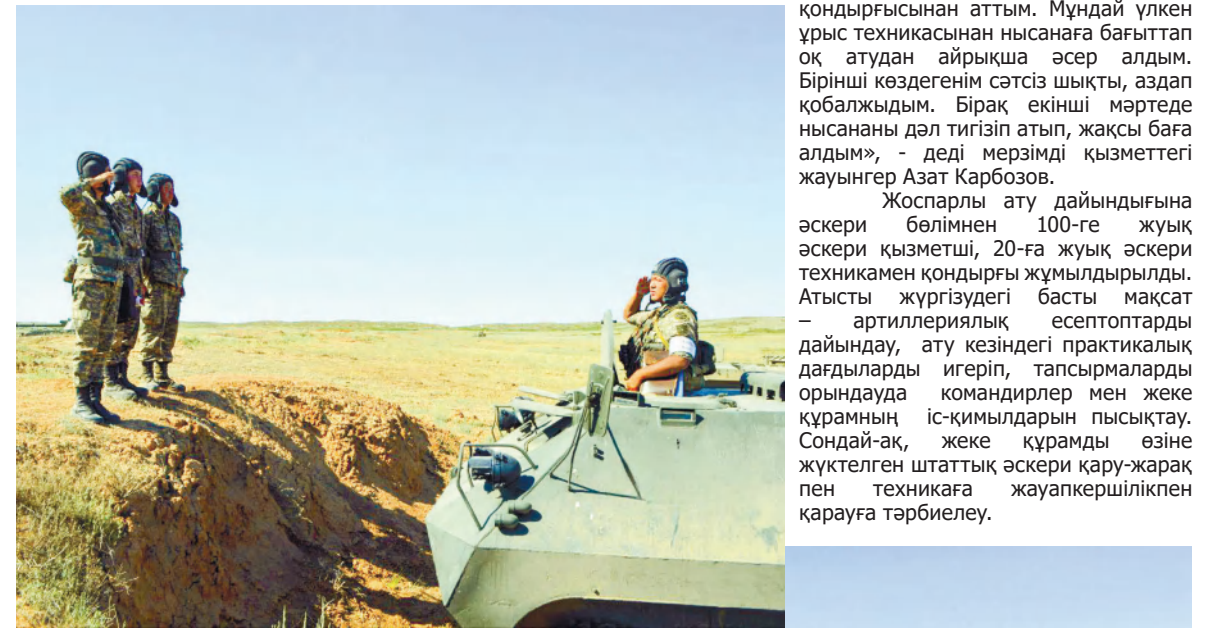 қондырғысынан аттым. Мұндай үлкен
ұрыс техникасынан нысанаға бағыттап
оқ атудан айрықша әсер алдым.
Бірінші көздегенім сәтсіз шықты, аздап
қобалжыдым. Бірақ екінші мәртеде
нысананы дәл тигізіп атып, жақсы баға
алдым», - деді мерзімді қызметтегі
жауынгер Азат Карбозов.
Жоспарлы ату дайындығына
әскери бөлімнен 100-ге жуық
әскери қызметші, 20-ға жуық әскери
техникамен қондырғы жұмылдырылды.
Атысты жүргізудегі басты мақсат
– артиллериялық есептоптарды
дайындау, ату кезіндегі практикалық
дағдыларды игеріп, тапсырмаларды
орындауда командирлер мен жеке
құрамның іс-қимылдарын пысықтау.
Сондай-ақ, жеке құрамды өзіне
жүктелген штаттық әскери қару-жарақ
пен техникаға жауапкершілікпен
қарауға тәрбиелеу.